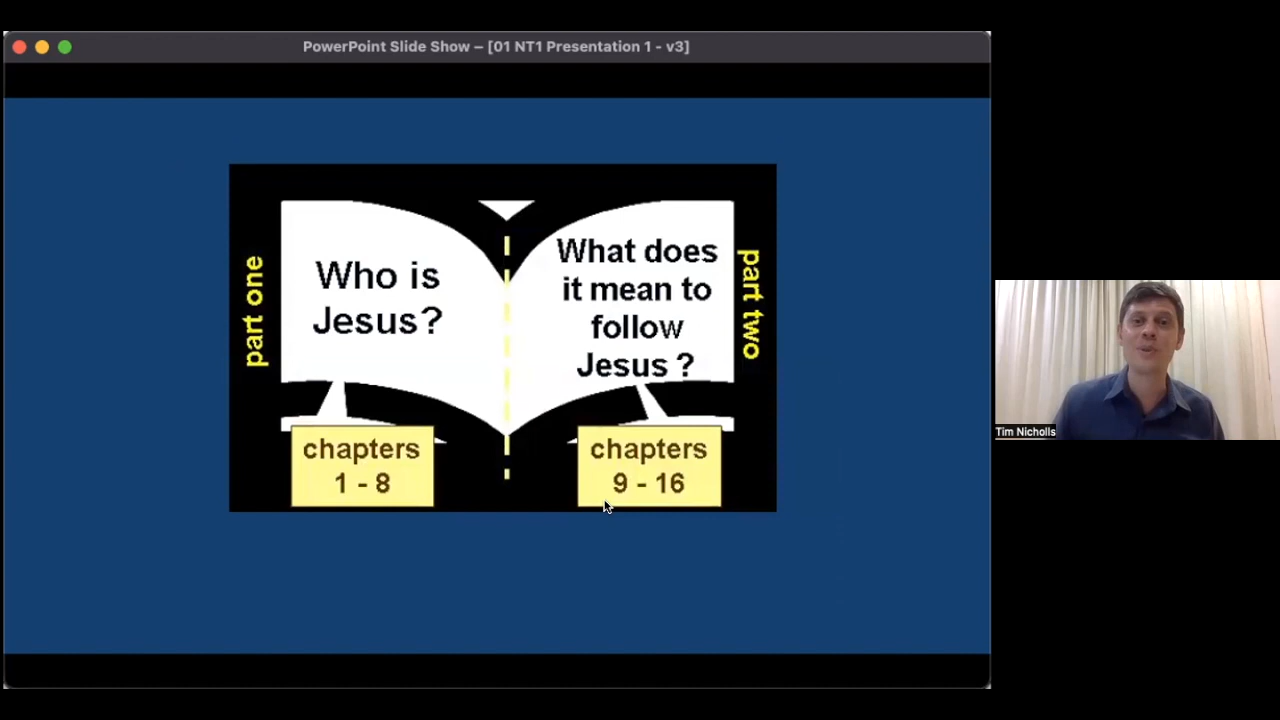 PowerPoint Slide Show – [01 NT1 Presentation 1 - v3]
part one
Who is
Jesus?
chapters
1 - 8
What does
it mean to
follow
Jesus ?
part two
chapters
9 - 16
Tim Nicholls